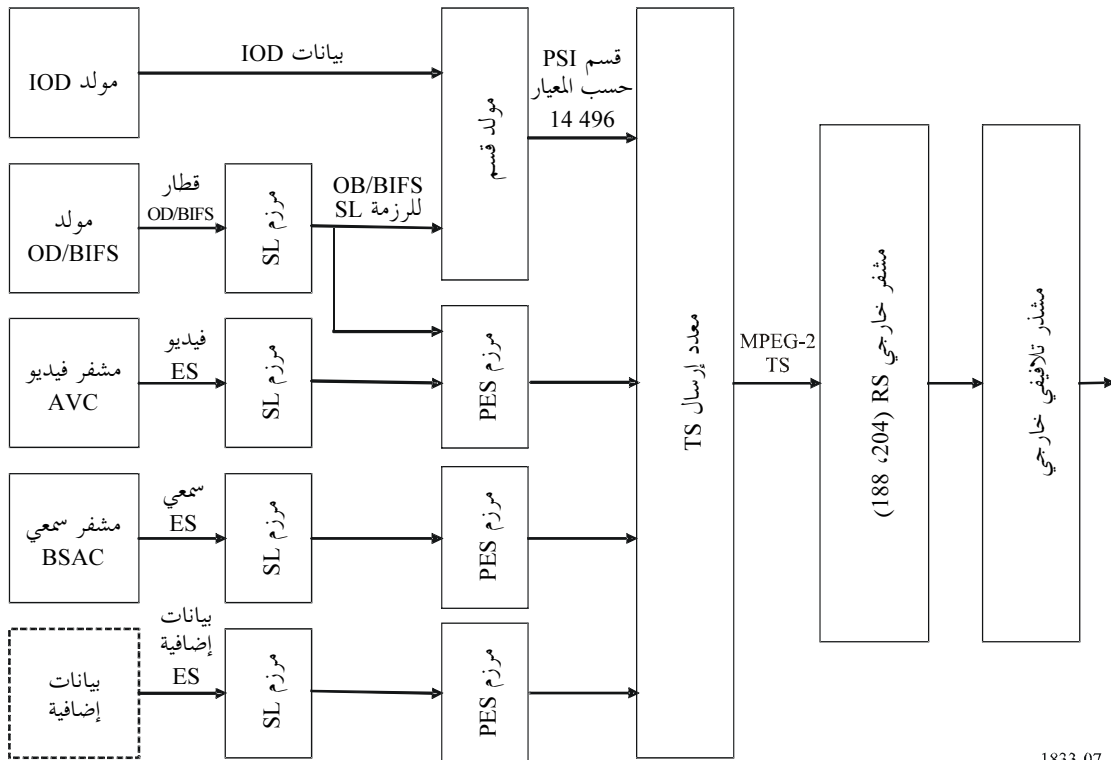 مولد IOD
بيانات IOD
مولد قسم
قسم PSI
حسب المعيار
14 496
مولد
OD/BIFS
قطار
OD/BIFS
مرزم SL
OB/BIFS
للرزمة SL
مشفر فيديو
AVC
فيديو
ES
مرزم SL
مرزم PES
مشفر سمعي
BSAC
سمعي
ES
مرزم SL
مرزم PES
بيانات
إضافية
بيانات
إضافية
ES
مرزم SL
مرزم PES
معدد إرسال TS
MPEG-2
TS
مشفر خارجي RS
(188 ،204)
مشذر تلافيفي خارجي
1833-07